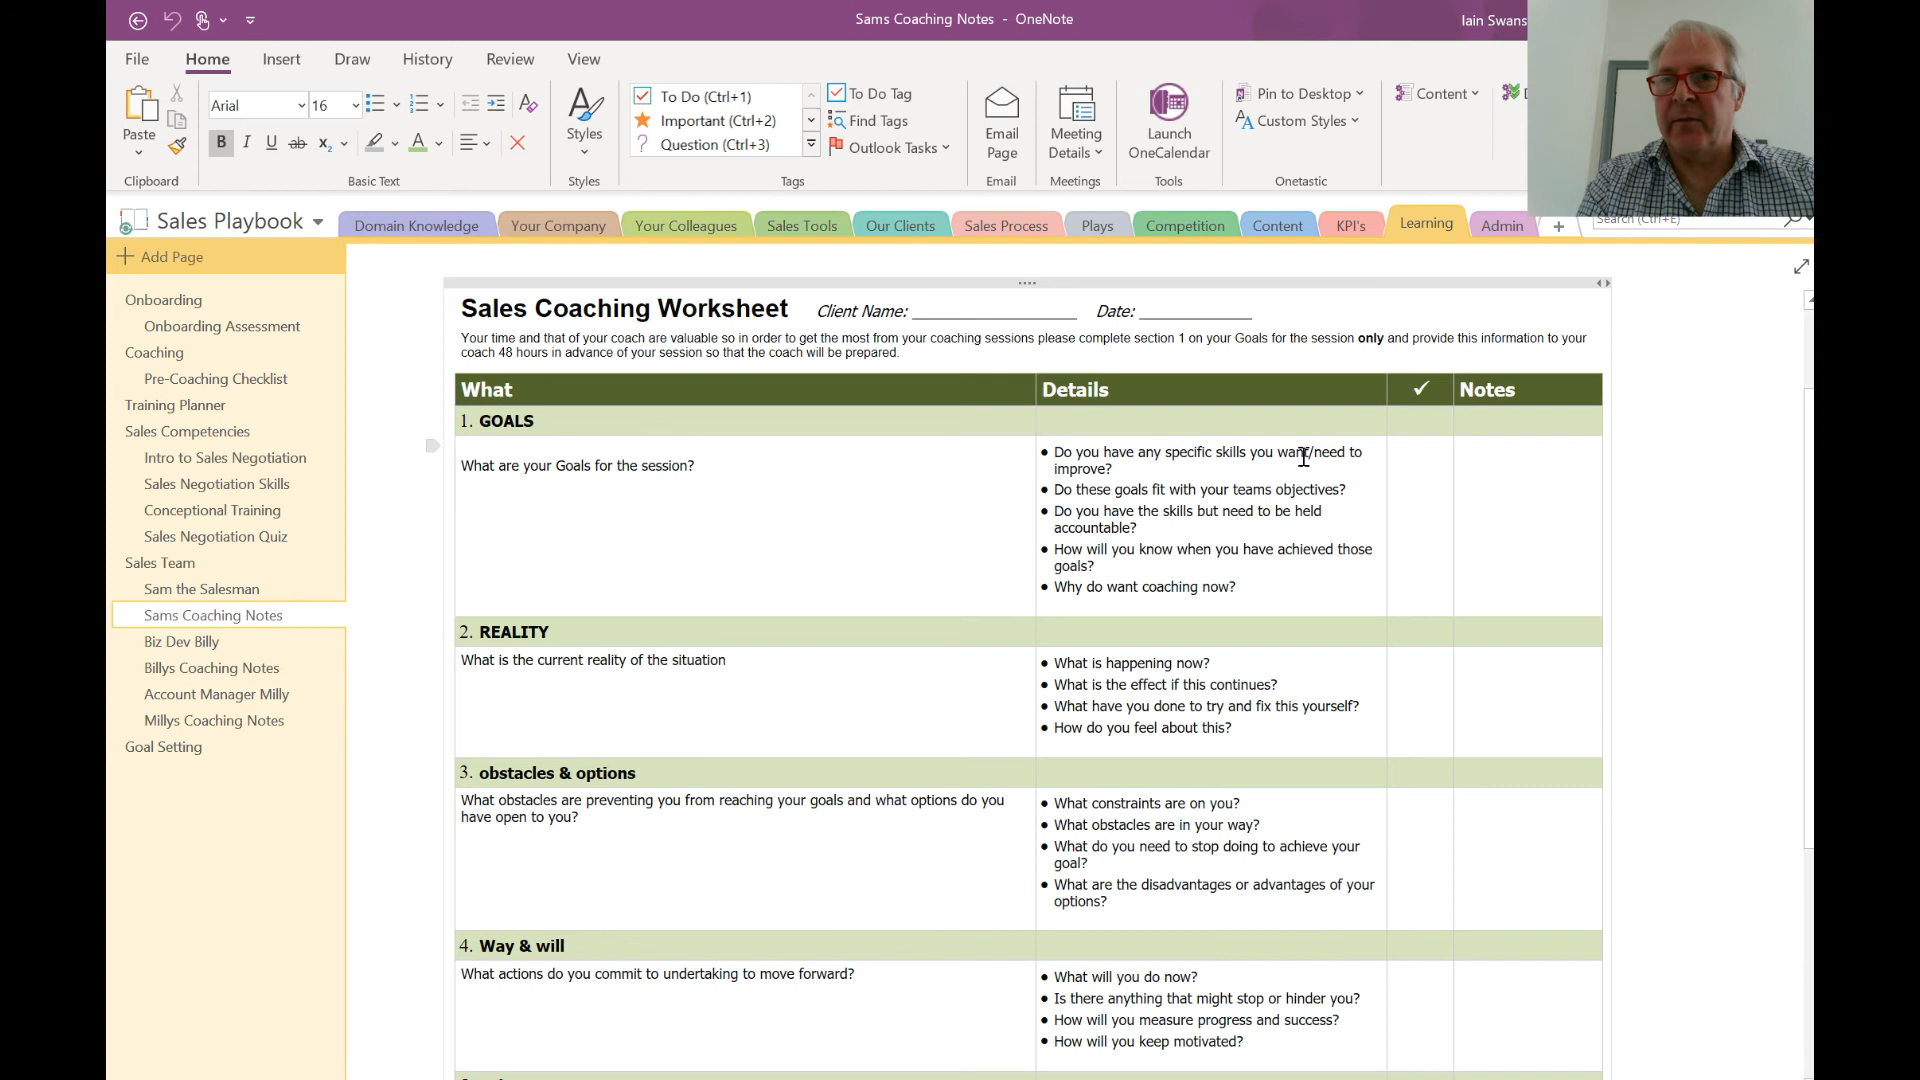 Sams Coaching Notes - OneNote
Iain Swans
File Home Insert Draw History Review View
Paste
Clipboard
Arial 16
B I U ab x₂ A
Basic Text
Styles
Styles
To Do (Ctrl+1)
Important (Ctrl+2)
Question (Ctrl+3)
To Do Tag
Find Tags
Outlook Tasks
Tags
Email
Page
Email
Meeting
Details
Meetings
Launch
OneCalendar
Tools
Pin to Desktop
Custom Styles
Onetastic
Content
Sales Playbook
Domain Knowledge Your Company Your Colleagues Sales Tools Our Clients Sales Process Plays Competition Content KPI's Learning Admin +
Search (Ctrl+E)
Add Page
Onboarding
Onboarding Assessment
Coaching
Pre-Coaching Checklist
Training Planner
Sales Competencies
Intro to Sales Negotiation
Sales Negotiation Skills
Conceptional Training
Sales Negotiation Quiz
Sales Team
Sam the Salesman
Sams Coaching Notes
Biz Dev Billy
Billys Coaching Notes
Account Manager Milly
Millys Coaching Notes
Goal Setting
Sales Coaching Worksheet Client Name: ________________ Date: ___________
Your time and that of your coach are valuable so in order to get the most from your coaching sessions please complete section 1 on your Goals for the session only and provide this information to your
coach 48 hours in advance of your session so that the coach will be prepared.
What Details ✓ Notes
1. GOALS
What are your Goals for the session?
• Do you have any specific skills you want/need to
improve?
• Do these goals fit with your teams objectives?
• Do you have the skills but need to be held
accountable?
• How will you know when you have achieved those
goals?
• Why do want coaching now?
2. REALITY
What is the current reality of the situation
• What is happening now?
• What is the effect if this continues?
• What have you done to try and fix this yourself?
• How do you feel about this?
3. obstacles & options
What obstacles are preventing you from reaching your goals and what options do you
have open to you?
• What constraints are on you?
• What obstacles are in your way?
• What do you need to stop doing to achieve your
goal?
• What are the disadvantages or advantages of your
options?
4. Way & will
What actions do you commit to undertaking to move forward?
• What will you do now?
• Is there anything that might stop or hinder you?
• How will you measure progress and success?
• How will you keep motivated?